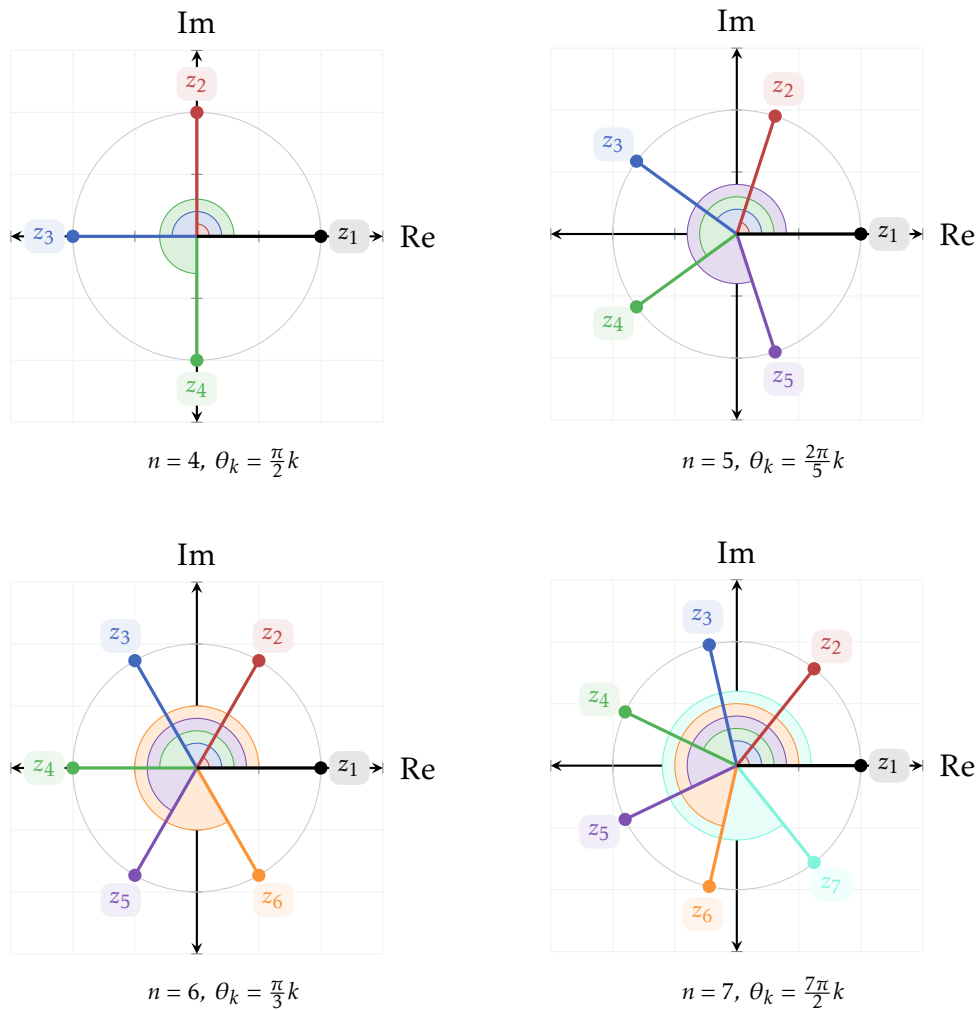 Im
z₂
z₃
z₁ Re
z₄
n = 4, θₖ = π/2 k
Im
z₂
z₃
z₁ Re
z₄
z₅
n = 5, θₖ = 2π/5 k
Im
z₃ z₂
z₄
z₁ Re
z₅ z₆
n = 6, θₖ = π/3 k
Im
z₃
z₂
z₄
z₁ Re
z₅
z₇
z₆
n = 7, θₖ = 7π/2 k